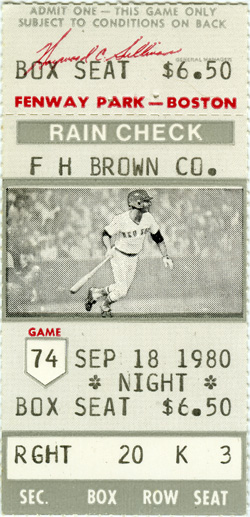 ADMIT ONE — THIS GAME ONLY
SUBJECT TO CONDITIONS ON BACK
Haywood C. Sullivan
GENERAL MANAGER
BOX SEAT $6.50
FENWAY PARK — BOSTON
RAIN CHECK
F H BROWN CO.
RED SOX
GAME
74 SEP 18 1980
* NIGHT *
BOX SEAT $6.50
RGHT 20 K 3
SEC. BOX ROW SEAT